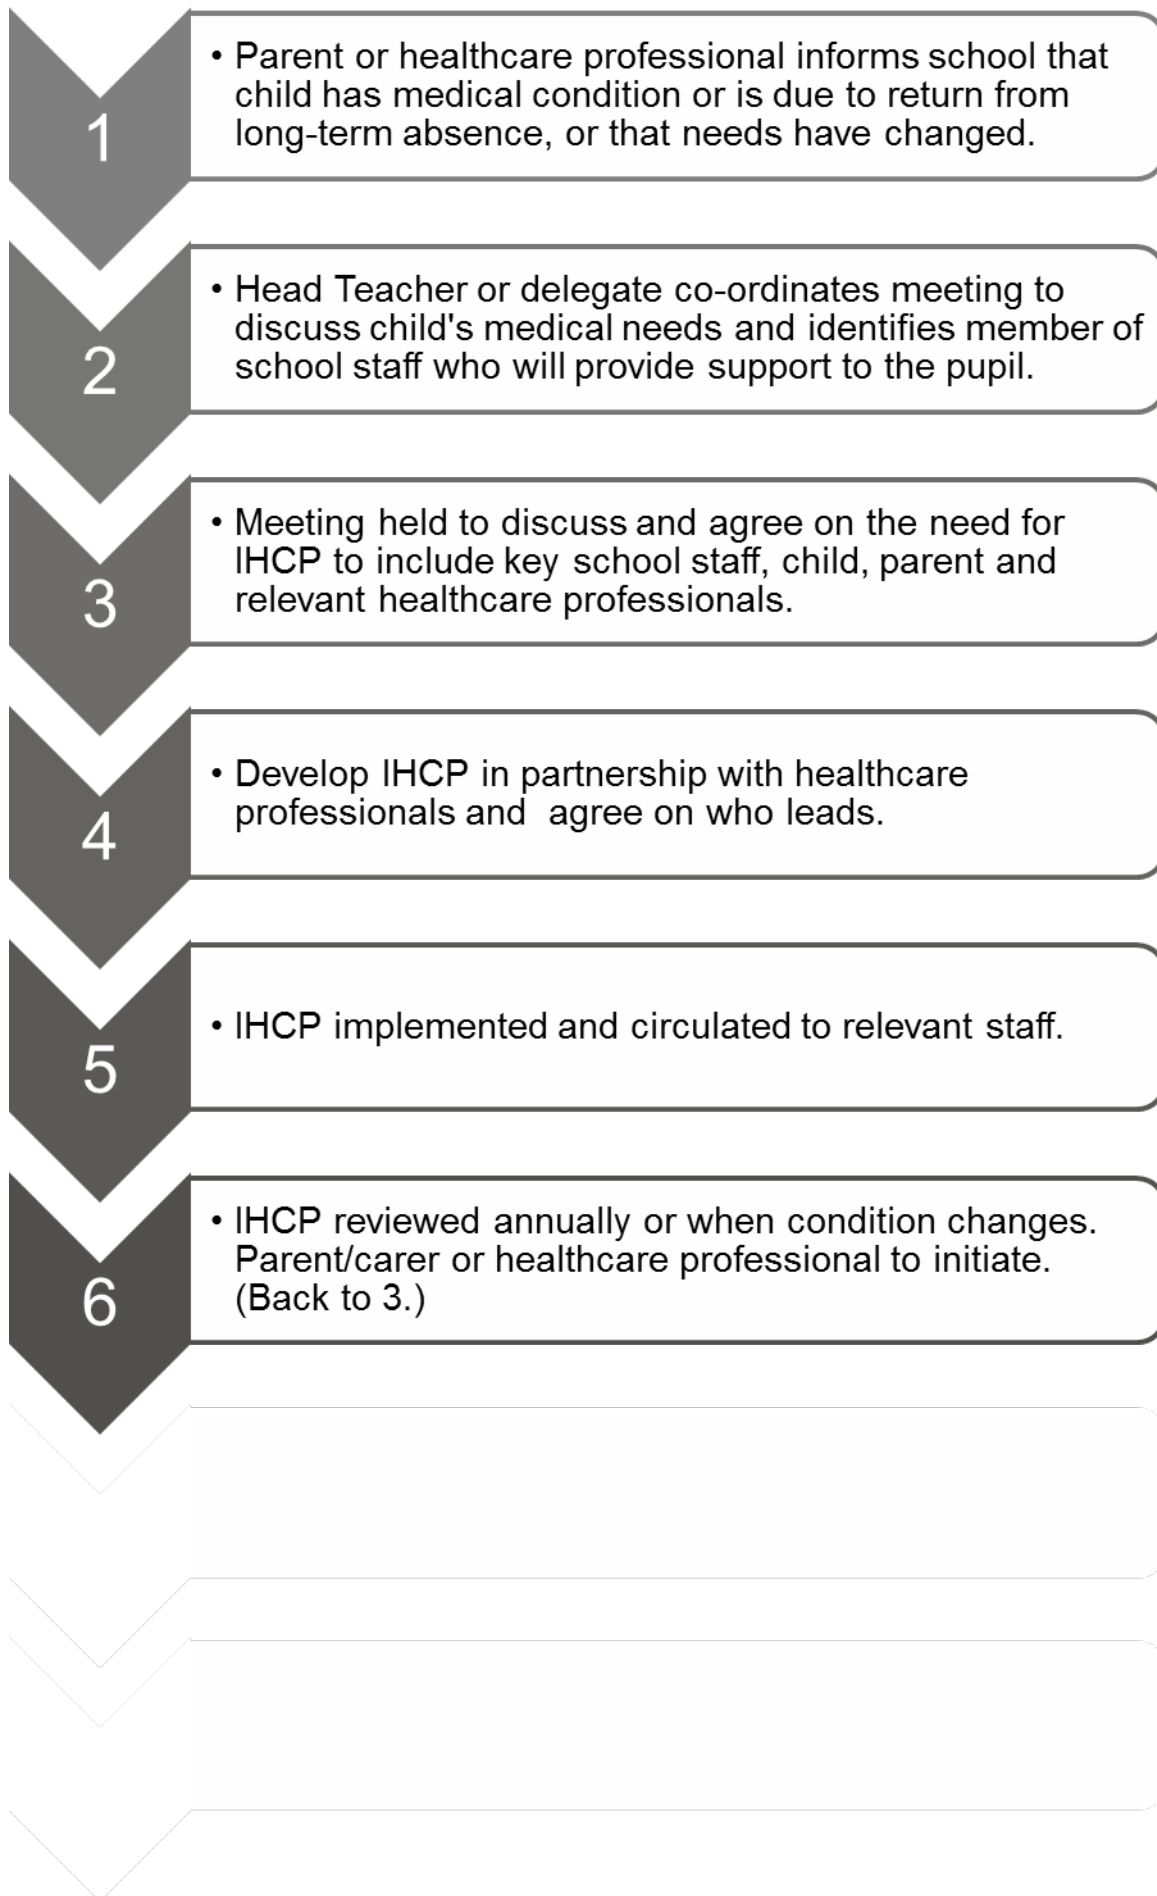 1
• Parent or healthcare professional informs school that
child has medical condition or is due to return from
long-term absence, or that needs have changed.
2
• Head Teacher or delegate co-ordinates meeting to
discuss child's medical needs and identifies member of
school staff who will provide support to the pupil.
3
• Meeting held to discuss and agree on the need for
IHCP to include key school staff, child, parent and
relevant healthcare professionals.
4
• Develop IHCP in partnership with healthcare
professionals and  agree on who leads.
5
• IHCP implemented and circulated to relevant staff.
6
• IHCP reviewed annually or when condition changes.
Parent/carer or healthcare professional to initiate.
(Back to 3.)